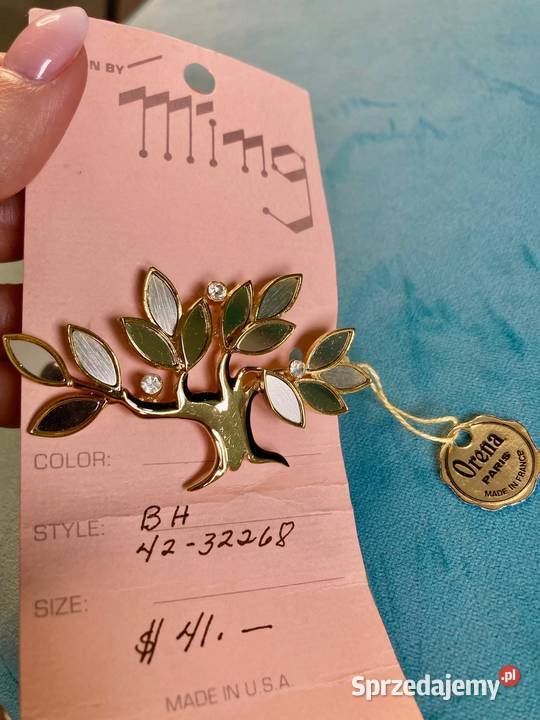 N BY
ming
COLOR:
STYLE: BH
42-32268
SIZE:
$41.-
MADE IN U.S.A.
Orena
PARIS
MADE IN FRANCE
Sprzedajemy.pl